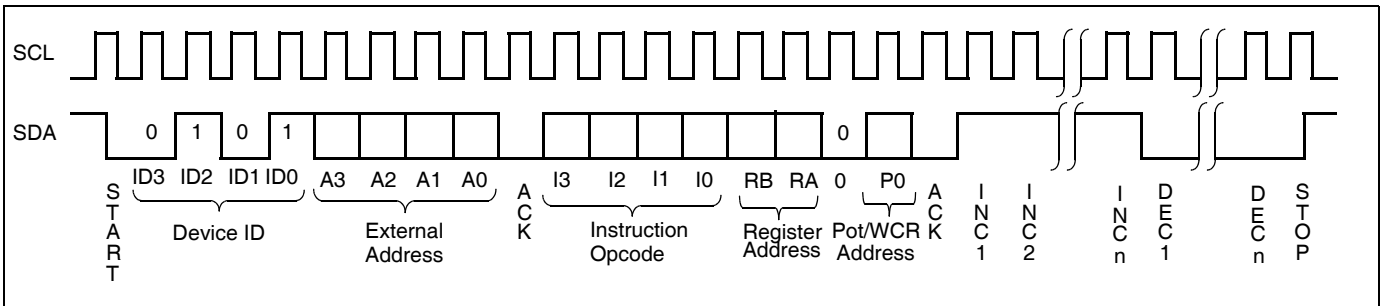 SCL
SDA
0 1 0 1 0
ID3 ID2 ID1 ID0 A3 A2 A1 A0 I3 I2 I1 I0 RB RA 0 P0
START
Device ID
External
Address
ACK
Instruction
Opcode
Register
Address
Pot/WCR
Address
ACK
INC1
INC2
INCn
DEC1
DECn
STOP